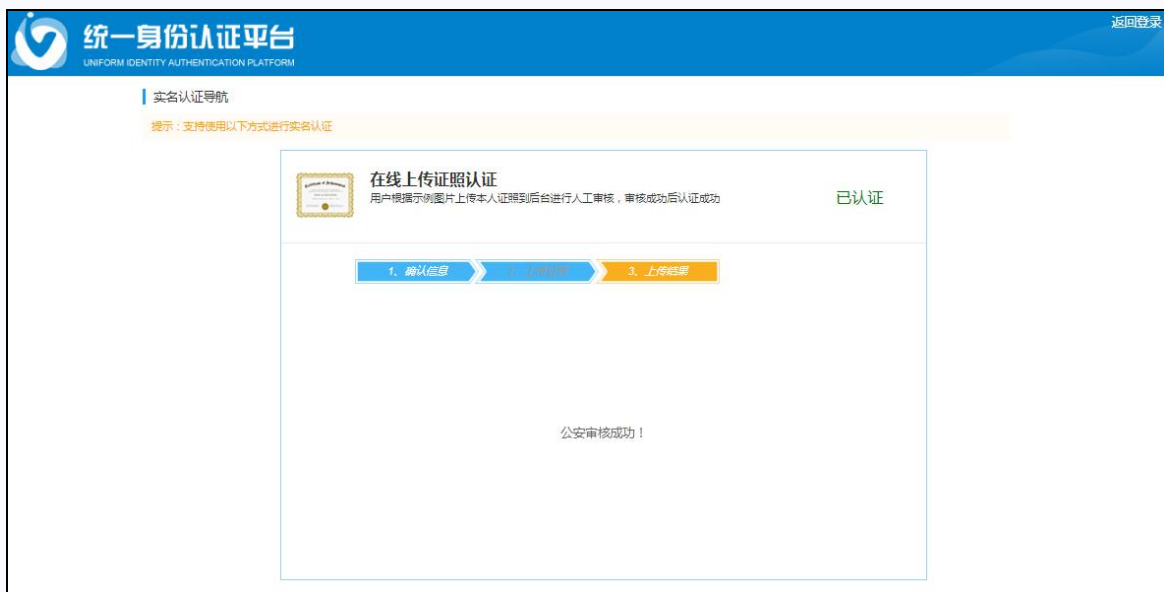 返回登录
统一身份认证平台
UNIFORM IDENTITY AUTHENTICATION PLATFORM
实名认证导航
提示：支持使用以下方式进行实名认证
在线上传证照认证
用户根据示例图片上传本人证照到后台进行人工审核，审核成功后认证成功
已认证
1、确认信息
3、上传结果
公安审核成功！